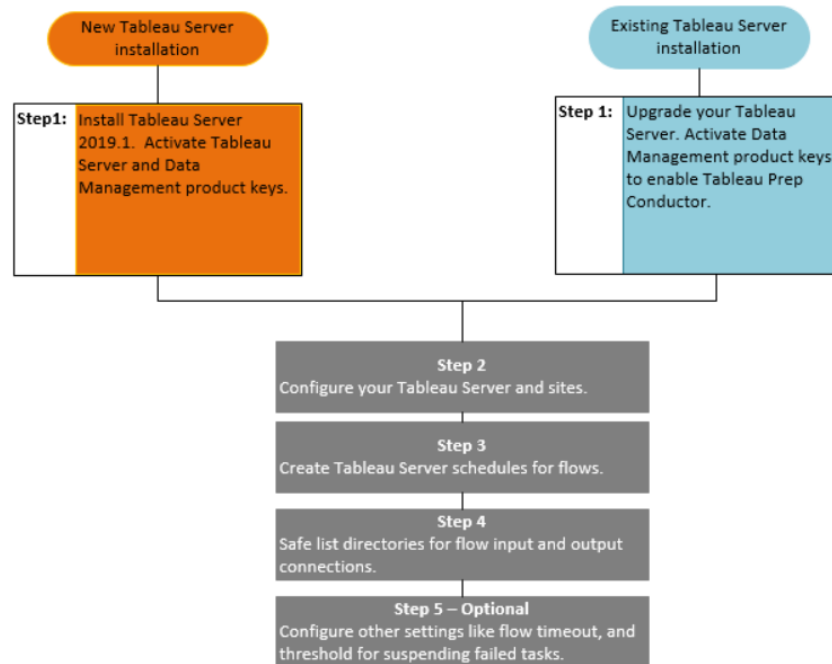 New Tableau Server
installation
Existing Tableau Server
installation
Step1:
Install Tableau Server
2019.1.  Activate Tableau
Server and Data
Management product keys.
Step 1:
Upgrade your Tableau
Server. Activate Data
Management product keys
to enable Tableau Prep
Conductor.
Step 2
Configure your Tableau Server and sites.
Step 3
Create Tableau Server schedules for flows.
Step 4
Safe list directories for flow input and output
connections.
Step 5 – Optional
Configure other settings like flow timeout, and
threshold for suspending failed tasks.